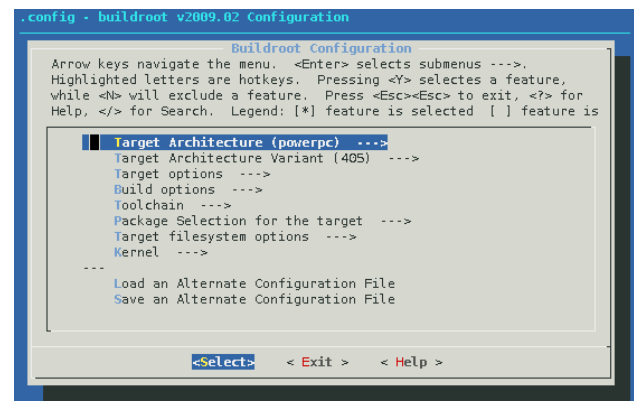 .config - buildroot v2009.02 Configuration
Buildroot Configuration
Arrow keys navigate the menu.  <Enter> selects submenus --->.
Highlighted letters are hotkeys.  Pressing <Y> selectes a feature,
while <N> will exclude a feature.  Press <Esc><Esc> to exit, <?> for
Help, </> for Search.  Legend: [*] feature is selected  [ ] feature is
Target Architecture (powerpc)  --->
Target Architecture Variant (405)  --->
Target options  --->
Build options  --->
Toolchain  --->
Package Selection for the target  --->
Target filesystem options  --->
Kernel  --->
---
Load an Alternate Configuration File
Save an Alternate Configuration File
<Select>    < Exit >    < Help >